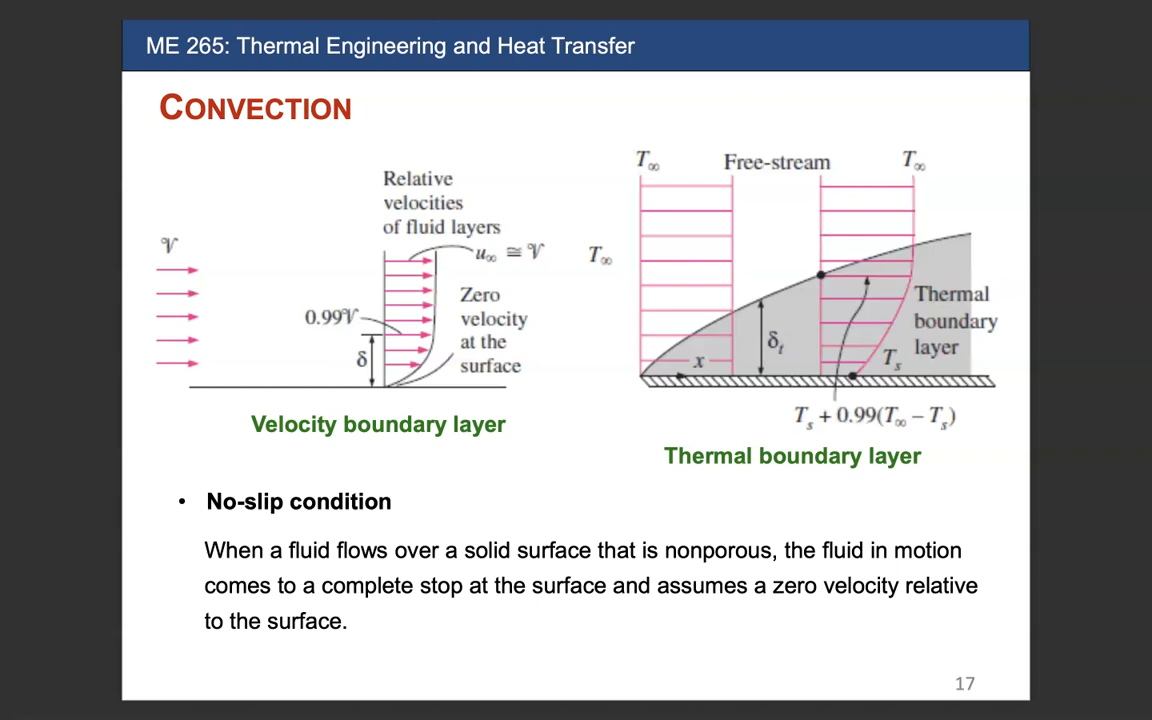 ME 265: Thermal Engineering and Heat Transfer
CONVECTION
Relative
velocities
of fluid layers
𝒱
u∞ ≅ 𝒱
Zero
velocity
at the
surface
0.99𝒱
δ
Velocity boundary layer
T∞
Free-stream
T∞
T∞
Thermal
boundary
layer
x
δt
Ts
Ts + 0.99(T∞ – Ts)
Thermal boundary layer
• No-slip condition
When a fluid flows over a solid surface that is nonporous, the fluid in motion
comes to a complete stop at the surface and assumes a zero velocity relative
to the surface.
17